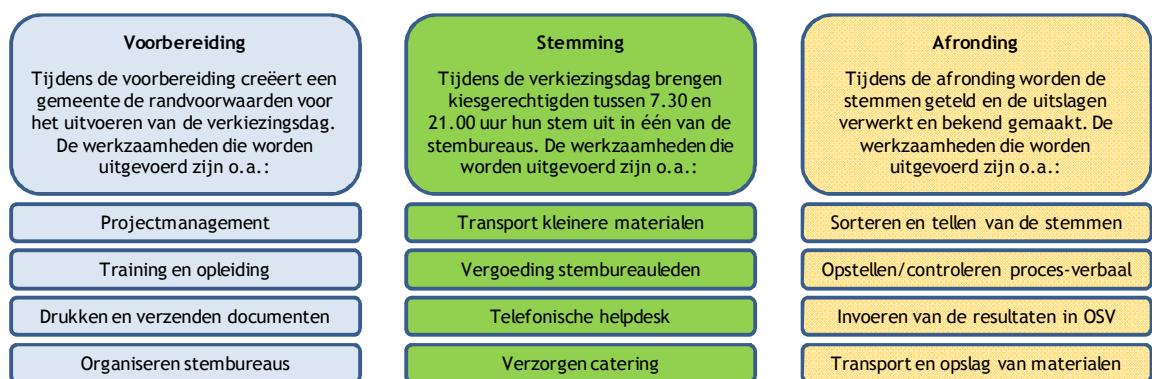 Voorbereiding
Tijdens de voorbereiding creëert een
gemeente de randvoorwaarden voor
het uitvoeren van de verkiezingsdag.
De werkzaamheden die worden
uitgevoerd zijn o.a.:
Projectmanagement
Training en opleiding
Drukken en verzenden documenten
Organiseren stembureaus
Stemming
Tijdens de verkiezingsdag brengen
kiesgerechtigden tussen 7.30 en
21.00 uur hun stem uit in één van de
stembureaus. De werkzaamheden die
worden uitgevoerd zijn o.a.:
Transport kleinere materialen
Vergoeding stembureauleden
Telefonische helpdesk
Verzorgen catering
Afronding
Tijdens de afronding worden de
stemmen geteld en de uitslagen
verwerkt en bekend gemaakt. De
werkzaamheden die worden
uitgevoerd zijn o.a.:
Sorteren en tellen van de stemmen
Opstellen/controleren proces-verbaal
Invoeren van de resultaten in OSV
Transport en opslag van materialen